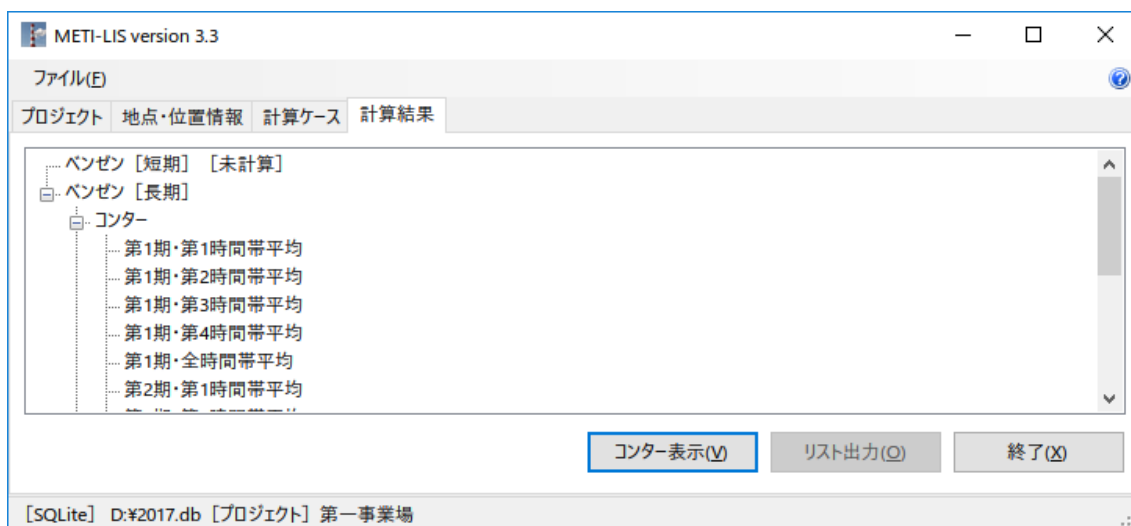 METI-LIS version 3.3
ファイル(F)
プロジェクト 地点・位置情報 計算ケース 計算結果
ベンゼン［短期］ ［未計算］
ベンゼン［長期］
コンター
第1期・第1時間帯平均
第1期・第2時間帯平均
第1期・第3時間帯平均
第1期・第4時間帯平均
第1期・全時間帯平均
第2期・第1時間帯平均
コンター表示(V) リスト出力(O) 終了(X)
［SQLite］ D:¥2017.db［プロジェクト］第一事業場